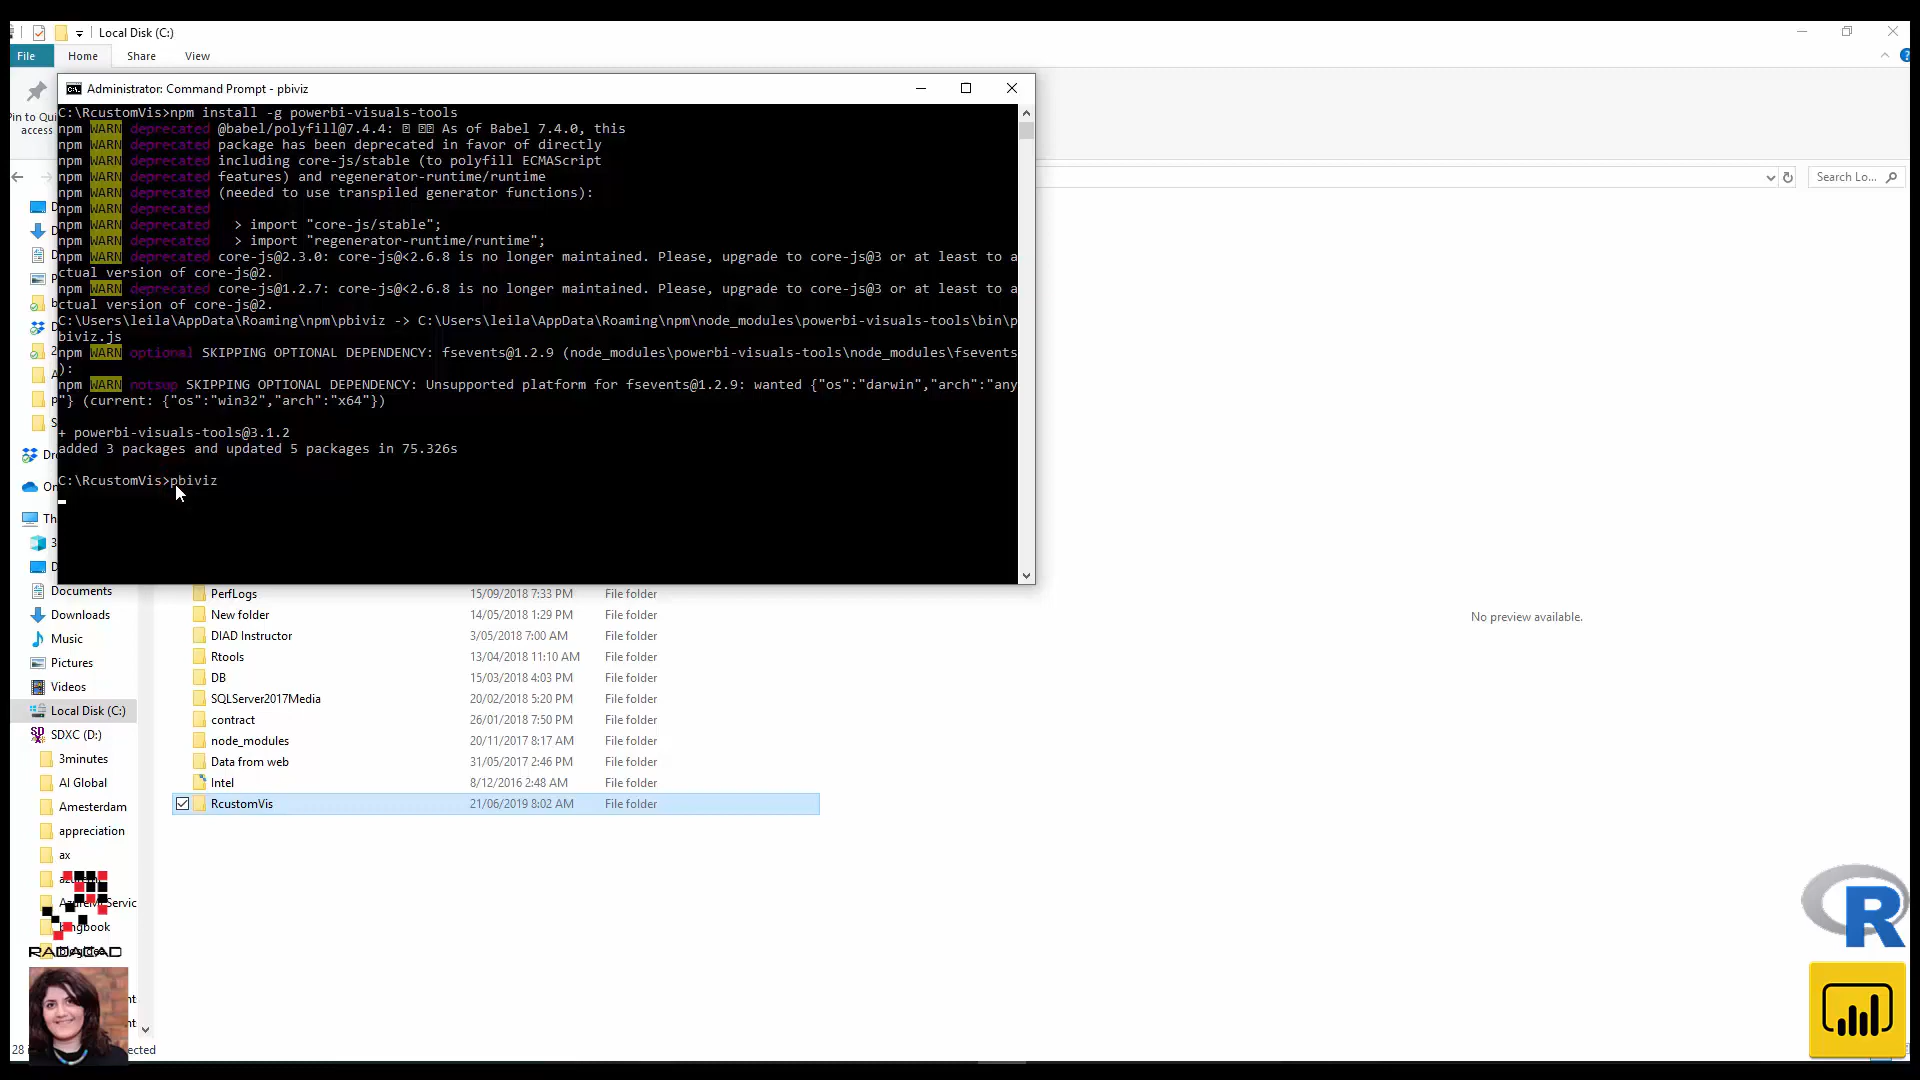 Local Disk (C:)
File
Home
Share
View
Administrator: Command Prompt - pbiviz
C:\RcustomVis>npm install -g powerbi-visuals-tools
npm WARN deprecated @babel/polyfill@7.4.4: As of Babel 7.4.0, this
npm WARN deprecated package has been deprecated in favor of directly
npm WARN deprecated including core-js/stable (to polyfill ECMAScript
npm WARN deprecated features) and regenerator-runtime/runtime
npm WARN deprecated (needed to use transpiled generator functions):
npm WARN deprecated
npm WARN deprecated   > import "core-js/stable";
npm WARN deprecated   > import "regenerator-runtime/runtime";
npm WARN deprecated core-js@2.3.0: core-js@<2.6.8 is no longer maintained. Please, upgrade to core-js@3 or at least to a
ctual version of core-js@2.
npm WARN deprecated core-js@1.2.7: core-js@<2.6.8 is no longer maintained. Please, upgrade to core-js@3 or at least to a
ctual version of core-js@2.
C:\Users\leila\AppData\Roaming\npm\pbiviz -> C:\Users\leila\AppData\Roaming\npm\node_modules\powerbi-visuals-tools\bin\p
biviz.js
npm WARN optional SKIPPING OPTIONAL DEPENDENCY: fsevents@1.2.9 (node_modules\powerbi-visuals-tools\node_modules\fsevents
):
npm WARN notsup SKIPPING OPTIONAL DEPENDENCY: Unsupported platform for fsevents@1.2.9: wanted {"os":"darwin","arch":"any
"} (current: {"os":"win32","arch":"x64"})
+ powerbi-visuals-tools@3.1.2
added 3 packages and updated 5 packages in 75.326s
C:\RcustomVis>pbiviz
Pin to Qui
access
Search Lo...
Dro
On
Th
Documents
Downloads
Music
Pictures
Videos
Local Disk (C:)
SDXC (D:)
3minutes
AI Global
Amesterdam
appreciation
ax
PerfLogs 15/09/2018 7:33 PM File folder
New folder 14/05/2018 1:29 PM File folder
DIAD Instructor 3/05/2018 7:00 AM File folder
Rtools 13/04/2018 11:10 AM File folder
DB 15/03/2018 4:03 PM File folder
SQLServer2017Media 20/02/2018 5:20 PM File folder
contract 26/01/2018 7:50 PM File folder
node_modules 20/11/2017 8:17 AM File folder
Data from web 31/05/2017 2:46 PM File folder
Intel 8/12/2016 2:48 AM File folder
RcustomVis 21/06/2019 8:02 AM File folder
No preview available.
RADACAD
28
ected
R